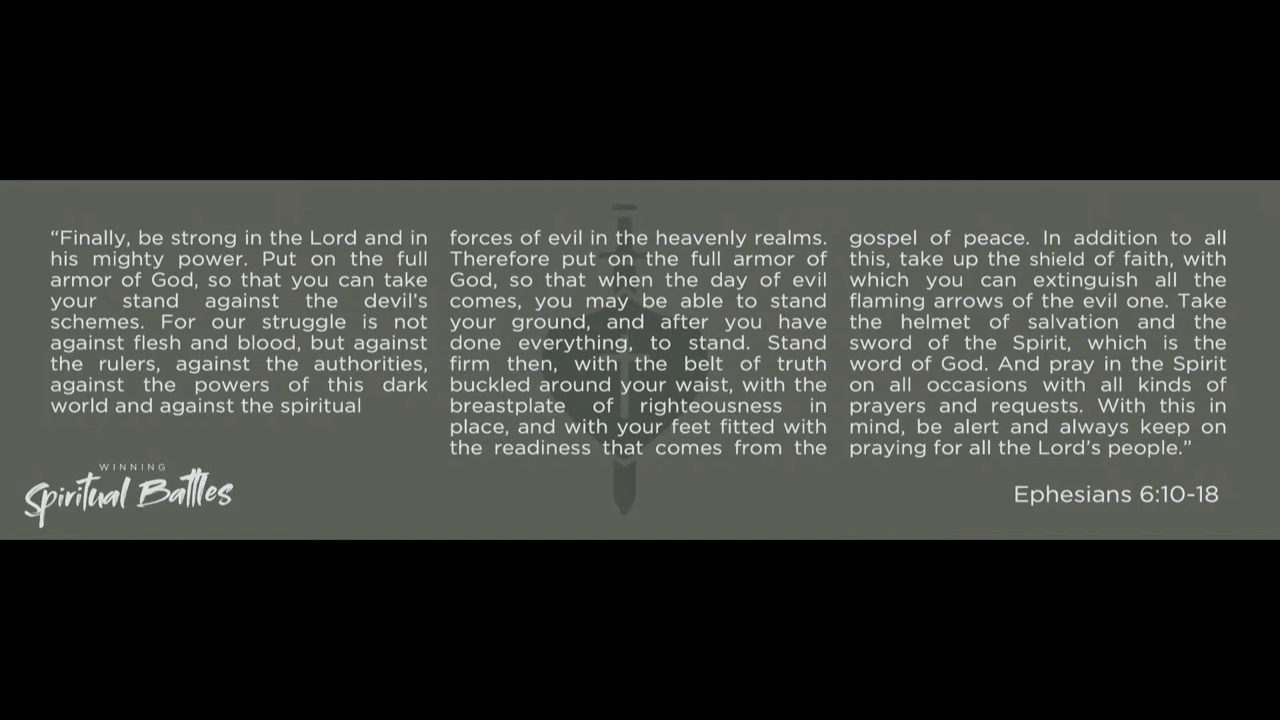 “Finally, be strong in the Lord and in
his mighty power. Put on the full
armor of God, so that you can take
your stand against the devil’s
schemes. For our struggle is not
against flesh and blood, but against
the rulers, against the authorities,
against the powers of this dark
world and against the spiritual
forces of evil in the heavenly realms.
Therefore put on the full armor of
God, so that when the day of evil
comes, you may be able to stand
your ground, and after you have
done everything, to stand. Stand
firm then, with the belt of truth
buckled around your waist, with the
breastplate of righteousness in
place, and with your feet fitted with
the readiness that comes from the
gospel of peace. In addition to all
this, take up the shield of faith, with
which you can extinguish all the
flaming arrows of the evil one. Take
the helmet of salvation and the
sword of the Spirit, which is the
word of God. And pray in the Spirit
on all occasions with all kinds of
prayers and requests. With this in
mind, be alert and always keep on
praying for all the Lord’s people.”
Ephesians 6:10-18
WINNING
Spiritual Battles